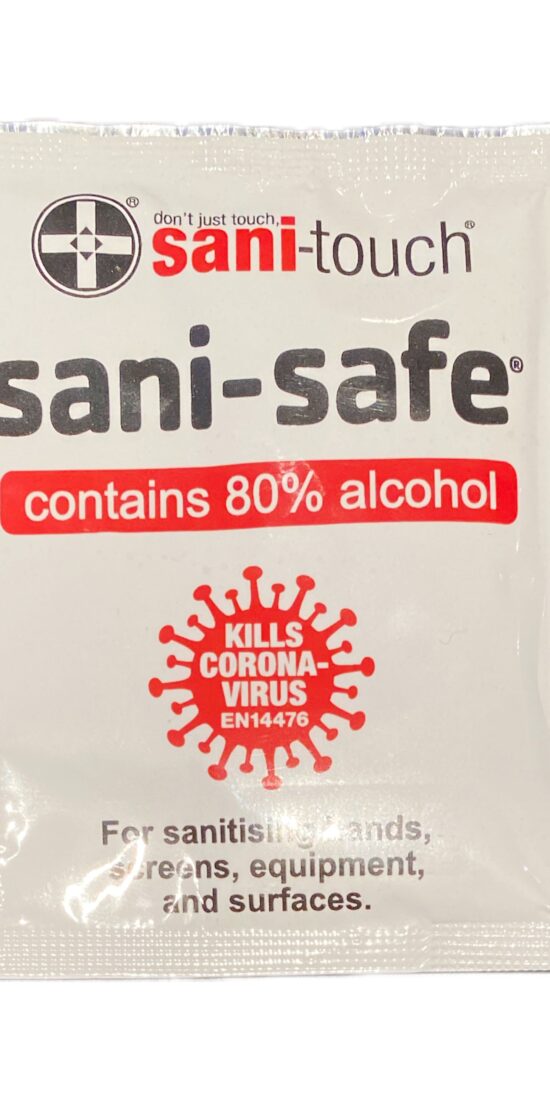 don't just touch,
sani-touch®
®
sani-safe®
contains 80% alcohol
KILLS
CORONA-
VIRUS
EN14476
For sanitising hands,
screens, equipment,
and surfaces.